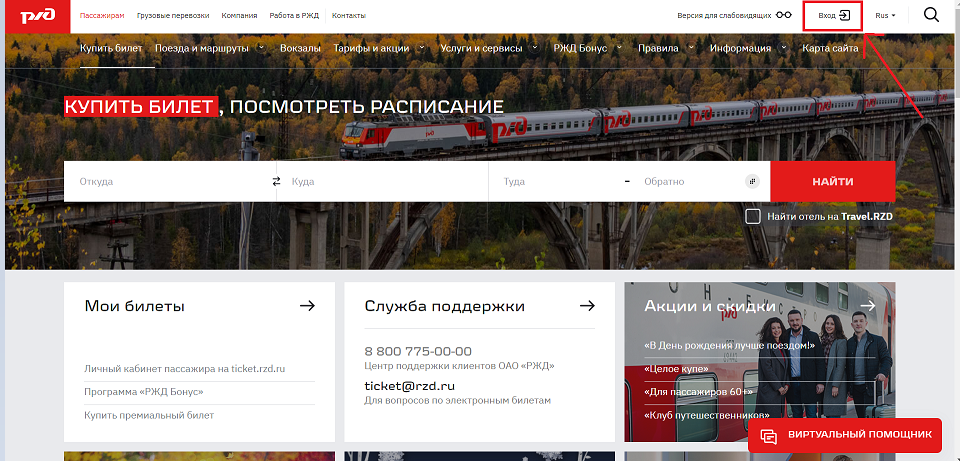 РЖД
Пассажирам Грузовые перевозки Компания Работа в РЖД Контакты Версия для слабовидящих Вход Rus
Купить билет Поезда и маршруты Вокзалы Тарифы и акции Услуги и сервисы РЖД Бонус Правила Информация Карта сайта
КУПИТЬ БИЛЕТ , ПОСМОТРЕТЬ РАСПИСАНИЕ
Откуда Куда Туда – Обратно НАЙТИ
Найти отель на Travel.RZD
Мои билеты
Личный кабинет пассажира на ticket.rzd.ru
Программа «РЖД Бонус»
Купить премиальный билет
Служба поддержки
8 800 775-00-00
Центр поддержки клиентов ОАО «РЖД»
ticket@rzd.ru
Для вопросов по электронным билетам
Акции и скидки
«В День рождения лучше поездом!»
«Целое купе»
«Для пассажиров 60+»
«Клуб путешественников»
ВИРТУАЛЬНЫЙ ПОМОЩНИК